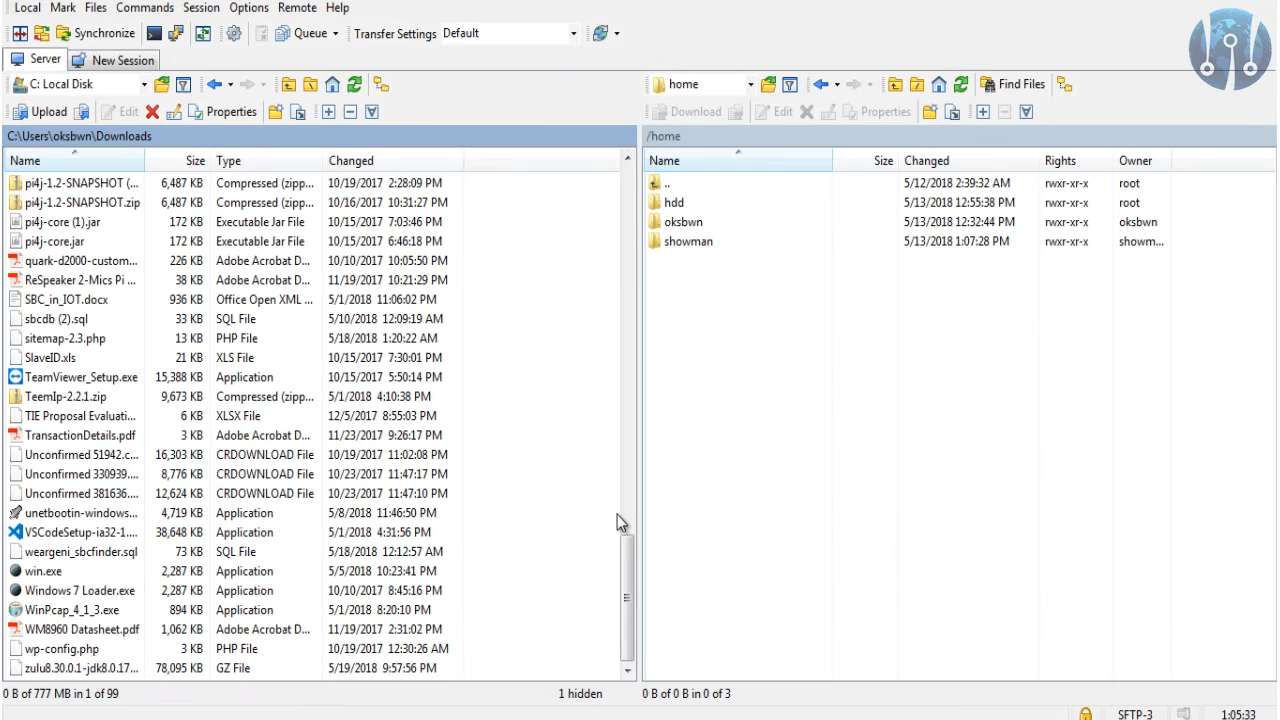 Local Mark Files Commands Session Options Remote Help
Synchronize Queue Transfer Settings Default
Server New Session
C: Local Disk
home Find Files
Upload Edit Properties
Download Edit Properties
C:\Users\oksbwn\Downloads
/home
Name Size Type Changed
Name Size Changed Rights Owner
pi4j-1.2-SNAPSHOT (... 6,487 KB Compressed (zipp... 10/19/2017 2:28:09 PM
pi4j-1.2-SNAPSHOT.zip 6,487 KB Compressed (zipp... 10/16/2017 10:31:27 PM
pi4j-core (1).jar 172 KB Executable Jar File 10/15/2017 7:03:46 PM
pi4j-core.jar 172 KB Executable Jar File 10/15/2017 6:46:18 PM
quark-d2000-custom... 226 KB Adobe Acrobat D... 10/10/2017 10:05:50 PM
ReSpeaker 2-Mics Pi ... 38 KB Adobe Acrobat D... 11/19/2017 10:21:29 PM
SBC_in_IOT.docx 936 KB Office Open XML ... 5/1/2018 11:06:02 PM
sbcdb (2).sql 33 KB SQL File 5/10/2018 12:09:19 AM
sitemap-2.3.php 13 KB PHP File 5/18/2018 1:20:22 AM
SlaveID.xls 21 KB XLS File 10/15/2017 7:30:01 PM
TeamViewer_Setup.exe 15,388 KB Application 10/15/2017 5:50:14 PM
TeemIp-2.2.1.zip 9,673 KB Compressed (zipp... 5/1/2018 4:10:38 PM
TIE Proposal Evaluati... 6 KB XLSX File 12/5/2017 8:55:03 PM
TransactionDetails.pdf 3 KB Adobe Acrobat D... 11/23/2017 9:26:17 PM
Unconfirmed 51942.c... 16,303 KB CRDOWNLOAD File 10/19/2017 11:02:08 PM
Unconfirmed 330939.... 8,776 KB CRDOWNLOAD File 10/23/2017 11:47:17 PM
Unconfirmed 381636.... 12,624 KB CRDOWNLOAD File 10/23/2017 11:47:10 PM
unetbootin-windows... 4,719 KB Application 5/8/2018 11:46:50 PM
VSCodeSetup-ia32-1.... 38,648 KB Application 5/1/2018 4:31:56 PM
weargeni_sbcfinder.sql 73 KB SQL File 5/18/2018 12:12:57 AM
win.exe 2,287 KB Application 5/5/2018 10:23:41 PM
Windows 7 Loader.exe 2,287 KB Application 10/10/2017 8:45:16 PM
WinPcap_4_1_3.exe 894 KB Application 5/1/2018 8:20:10 PM
WM8960 Datasheet.pdf 1,062 KB Adobe Acrobat D... 11/19/2017 2:31:02 PM
wp-config.php 3 KB PHP File 10/19/2017 12:30:26 AM
zulu8.30.0.1-jdk8.0.17... 78,095 KB GZ File 5/19/2018 9:57:56 PM
.. 5/12/2018 2:39:32 AM rwxr-xr-x root
hdd 5/13/2018 12:55:38 PM rwxr-xr-x root
oksbwn 5/13/2018 12:32:44 PM rwxr-xr-x oksbwn
showman 5/13/2018 1:07:28 PM rwxr-xr-x showm...
0 B of 777 MB in 1 of 99 1 hidden
0 B of 0 B in 0 of 3
SFTP-3 1:05:33